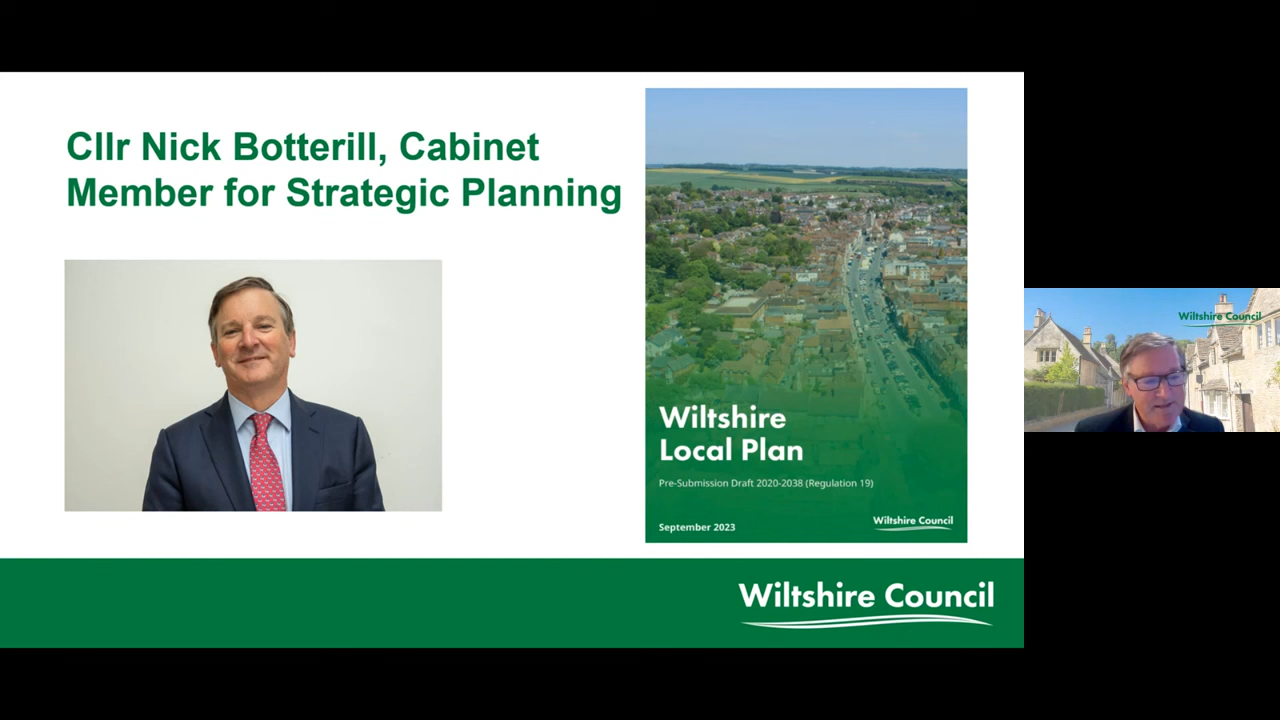 Cllr Nick Botterill, Cabinet
Member for Strategic Planning
Wiltshire
Local Plan
Pre-Submission Draft 2020-2038 (Regulation 19)
September 2023
Wiltshire Council
Wiltshire Council
Wiltshire Council